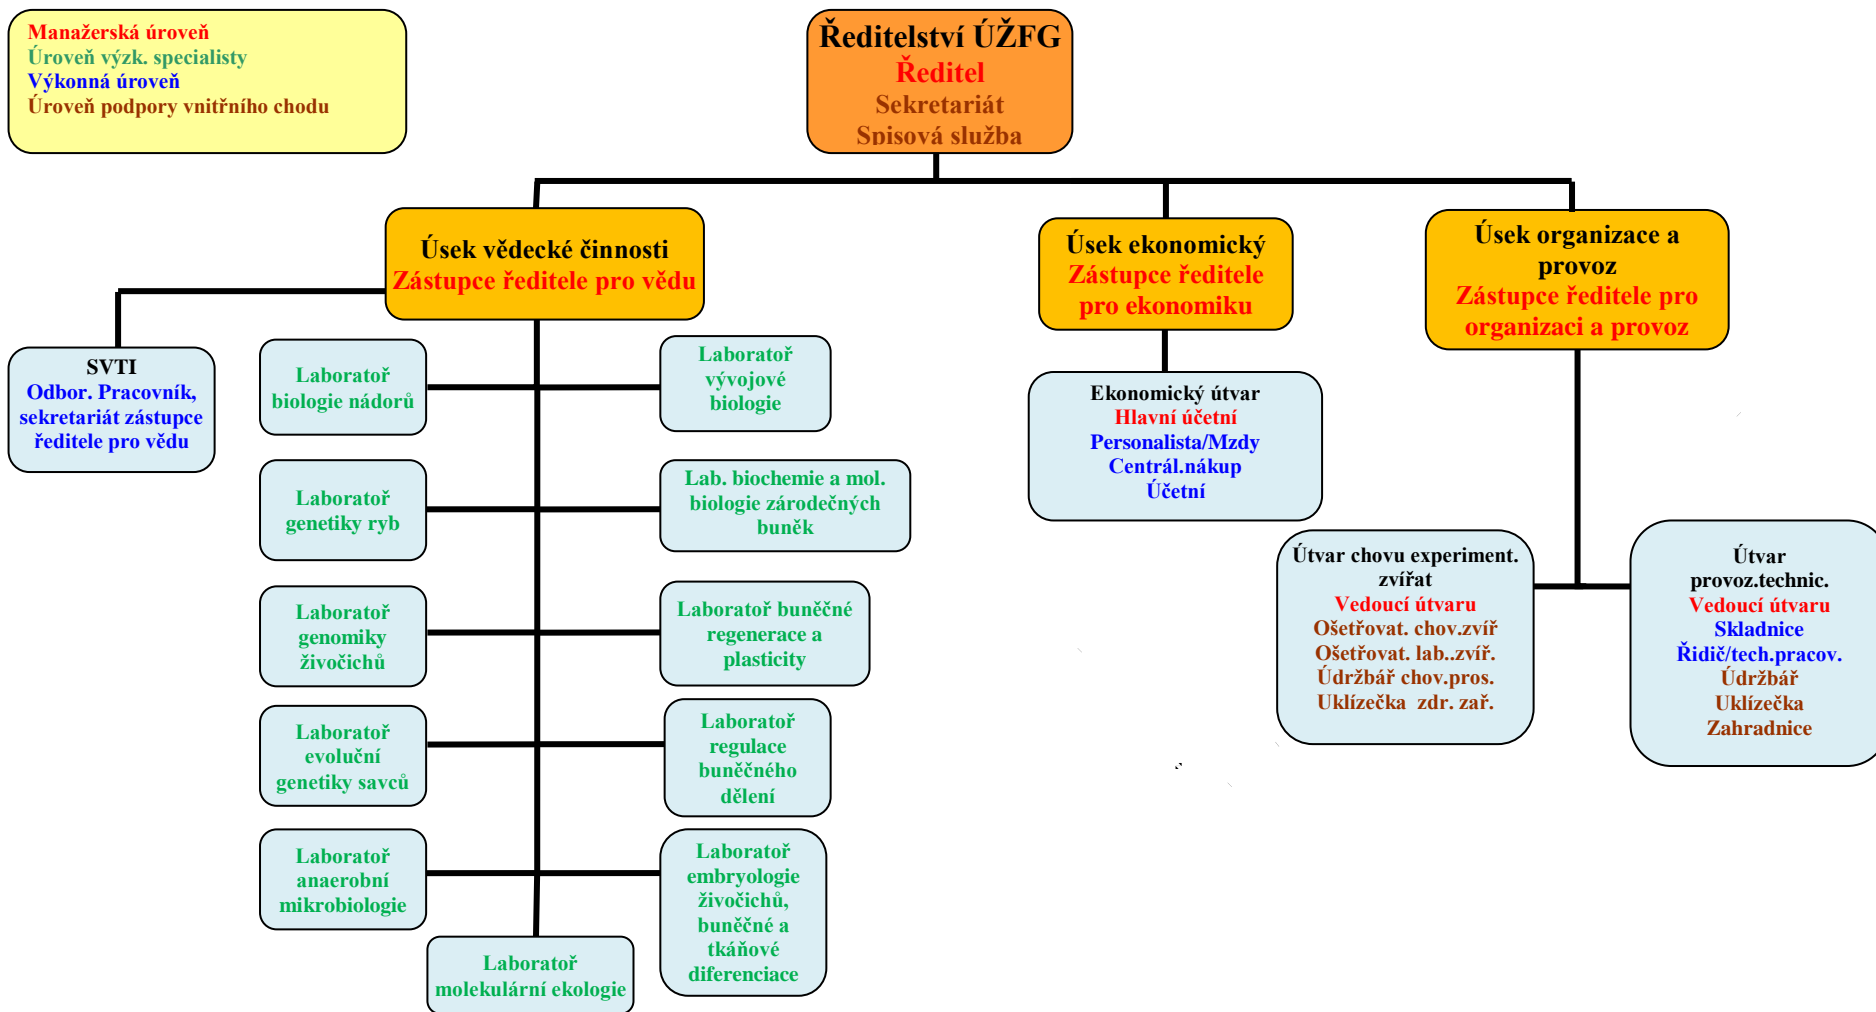 Manažerská úroveň
Úroveň výzk. specialisty
Výkonná úroveň
Úroveň podpory vnitřního chodu
Ředitelství ÚŽFG
Ředitel
Sekretariát
Spisová služba
Úsek vědecké činnosti
Zástupce ředitele pro vědu
Úsek ekonomický
Zástupce ředitele
pro ekonomiku
Úsek organizace a
provoz
Zástupce ředitele pro
organizaci a provoz
SVTI
Odbor. Pracovník,
sekretariát zástupce
ředitele pro vědu
Laboratoř
biologie nádorů
Laboratoř
vývojové
biologie
Laboratoř
genetiky ryb
Lab. biochemie a mol.
biologie zárodečných
buněk
Laboratoř
genomiky
živočichů
Laboratoř buněčné
regenerace a
plasticity
Laboratoř
evoluční
genetiky savců
Laboratoř
regulace
buněčného
dělení
Laboratoř
anaerobní
mikrobiologie
Laboratoř
embryologie
živočichů,
buněčné a
tkáňové
diferenciace
Laboratoř
molekulární ekologie
Ekonomický útvar
Hlavní účetní
Personalista/Mzdy
Centrál.nákup
Účetní
Útvar chovu experiment.
zvířat
Vedoucí útvaru
Ošetřovat. chov.zvíř
Ošetřovat. lab..zvíř.
Údržbář chov.pros.
Uklízečka  zdr. zař.
Útvar
provoz.technic.
Vedoucí útvaru
Skladnice
Řidič/tech.pracov.
Údržbář
Uklízečka
Zahradnice